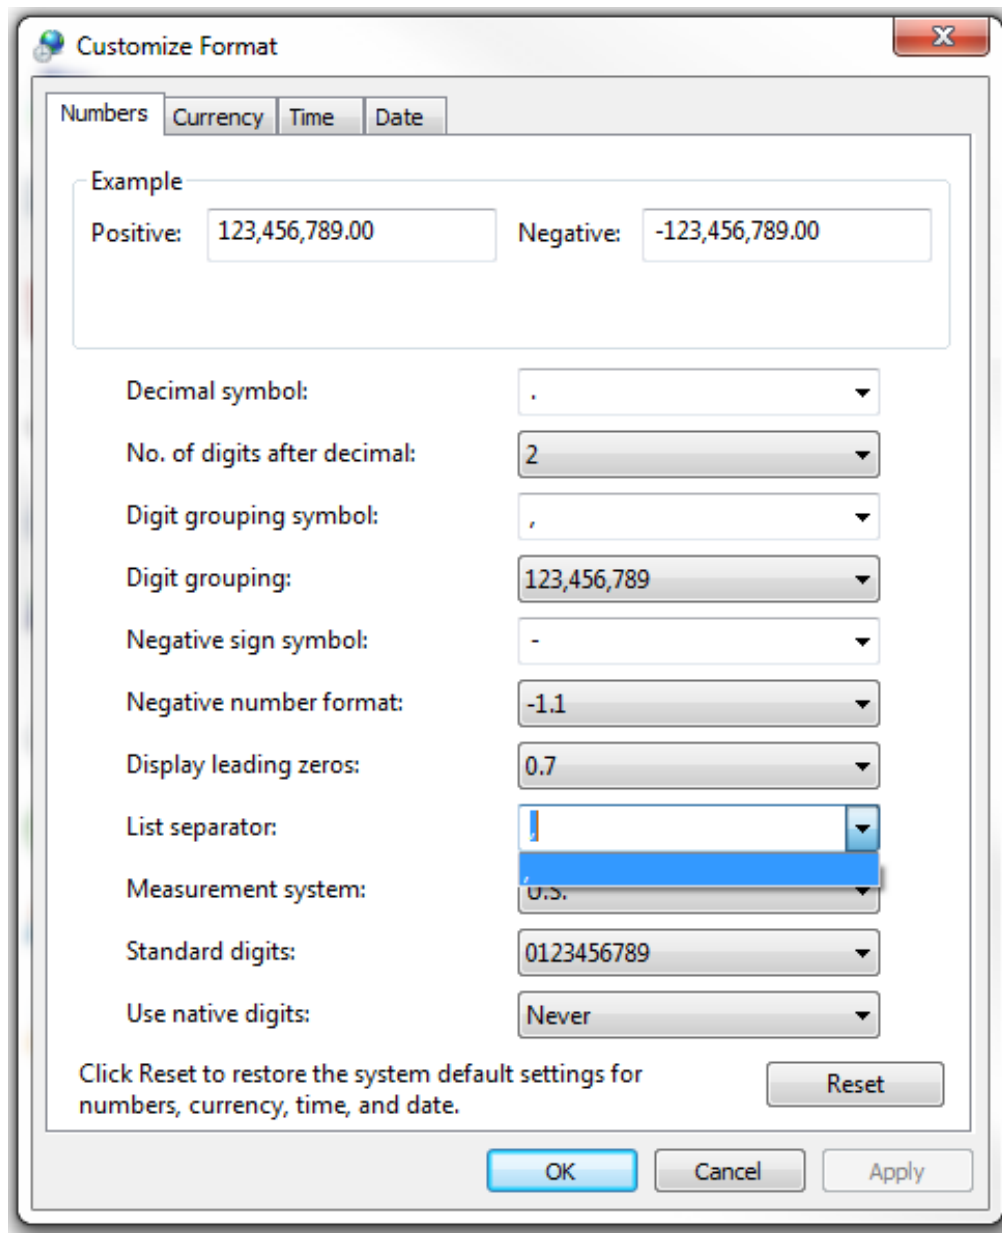 Customize Format
Numbers Currency Time Date
Example
Positive: 123,456,789.00 Negative: -123,456,789.00
Decimal symbol: .
No. of digits after decimal: 2
Digit grouping symbol: ,
Digit grouping: 123,456,789
Negative sign symbol: -
Negative number format: -1.1
Display leading zeros: 0.7
List separator: ,
,
Measurement system: U.S.
Standard digits: 0123456789
Use native digits: Never
Click Reset to restore the system default settings for
numbers, currency, time, and date.
Reset
OK Cancel Apply